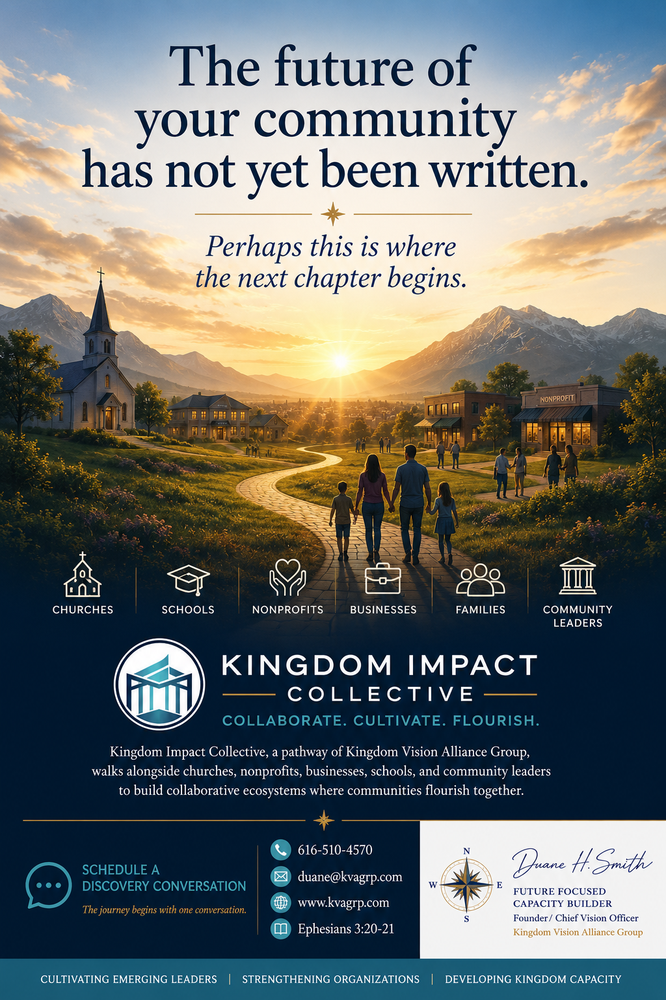 The future of
your community
has not yet been written.
Perhaps this is where
the next chapter begins.
NONPROFIT
CHURCHES
SCHOOLS
NONPROFITS
BUSINESSES
FAMILIES
COMMUNITY
LEADERS
KINGDOM IMPACT
COLLECTIVE
COLLABORATE. CULTIVATE. FLOURISH.
Kingdom Impact Collective, a pathway of Kingdom Vision Alliance Group,
walks alongside churches, nonprofits, businesses, schools, and community leaders
to build collaborative ecosystems where communities flourish together.
SCHEDULE A
DISCOVERY CONVERSATION
The journey begins with one conversation.
616-510-4570
duane@kvagrp.com
www.kvagrp.com
Ephesians 3:20-21
N
W
E
S
Duane H. Smith
FUTURE FOCUSED
CAPACITY BUILDER
Founder/ Chief Vision Officer
Kingdom Vision Alliance Group
CULTIVATING EMERGING LEADERS | STRENGTHENING ORGANIZATIONS | DEVELOPING KINGDOM CAPACITY